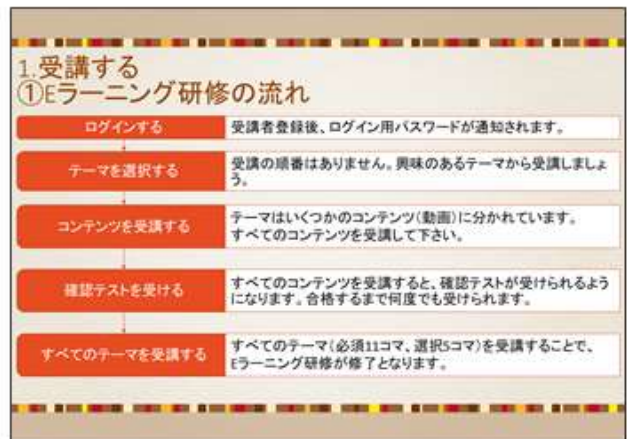 1.受講する
①Eラーニング研修の流れ
ログインする
受講者登録後、ログイン用パスワードが通知されます。
テーマを選択する
受講の順番はありません。興味のあるテーマから受講しましょ
う。
コンテンツを受講する
テーマはいくつかのコンテンツ(動画)に分かれています。
すべてのコンテンツを受講して下さい。
確認テストを受ける
すべてのコンテンツを受講すると、確認テストが受けられるよう
になります。合格するまで何度でも受けられます。
すべてのテーマを受講する
すべてのテーマ(必須11コマ、選択5コマ)を受講することで、
Eラーニング研修が修了となります。